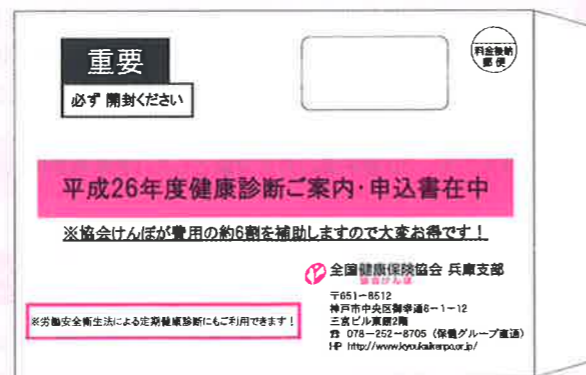 重要
必ず 開封ください
料金後納
郵便
平成26年度健康診断ご案内・申込書在中
※協会けんぽが費用の約6割を補助しますので大変お得です！
全国健康保険協会 兵庫支部
協会けんぽ
〒651-8512
神戸市中央区御幸通6-1-12
三宮ビル東館2階
☎ 078-252-8705（保健グループ直通）
HP http://www.kyoukaikenpo.or.jp/
※労働安全衛生法による定期健康診断にもご利用できます！